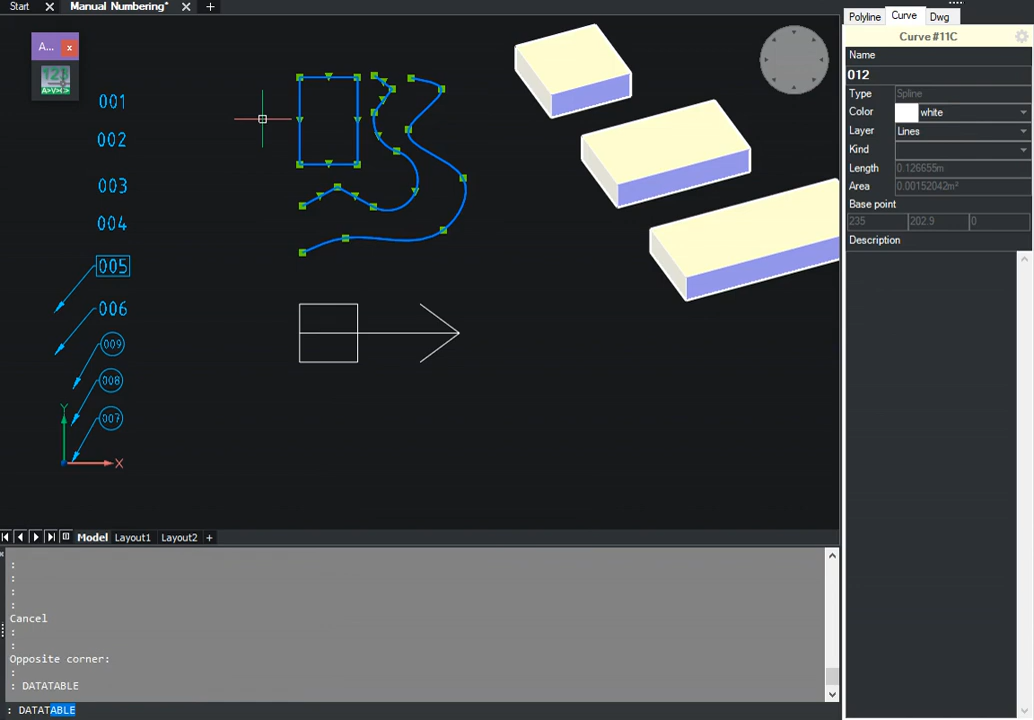 Start
Manual Numbering*
+
Polyline
Curve
Dwg
Curve #11C
A...
123
A>V<>
Name
012
Type Spline
Color white
Layer Lines
Kind
Length 0.126655m
Area 0.00152042m²
Base point
235 202.9 0
Description
001
002
003
004
005
006
009
008
007
Y
X
Model Layout1 Layout2 +
:
:
:
:
Cancel
:
:
Opposite corner:
:
: DATATABLE
: DATATABLE